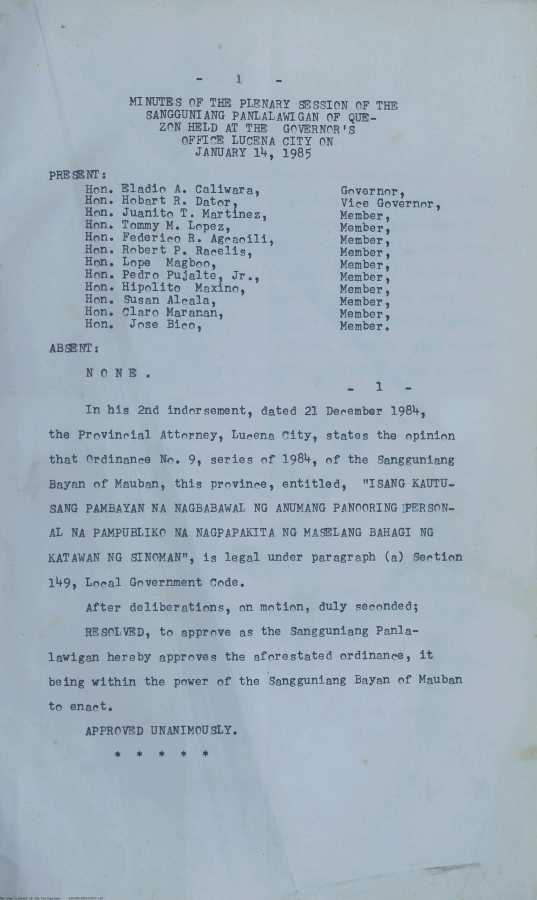 - 1 -
MINUTES OF THE PLENARY SESSION OF THE
SANGGUNIANG PANLALAWIGAN OF QUE-
ZON HELD AT THE GOVERNOR'S
OFFICE LUCENA CITY ON
JANUARY 14, 1985
PRESENT:
Hon. Eladio A. Caliwara, Governor,
Hon. Hobart R. Dator, Vice Governor,
Hon. Juanito T. Martinez, Member,
Hon. Tommy M. Lopez, Member,
Hon. Federico R. Agcaoili, Member,
Hon. Robert P. Racelis, Member,
Hon. Lope Magboo, Member,
Hon. Pedro Pujalte, Jr., Member,
Hon. Hipolito Maxino, Member,
Hon. Susan Alcala, Member,
Hon. Claro Maranan, Member,
Hon. Jose Bico, Member.
ABSENT:
N O N E .
- 1 -
In his 2nd indorsement, dated 21 December 1984,
the Provincial Attorney, Lucena City, states the opinion
that Ordinance No. 9, series of 1984, of the Sangguniang
Bayan of Mauban, this province, entitled, "ISANG KAUTU-
SANG PAMBAYAN NA NAGBABAWAL NG ANUMANG PANOORING PERSON-
AL NA PAMPUBLIKO NA NAGPAPAKITA NG MASELANG BAHAGI NG
KATAWAN NG SINOMAN", is legal under paragraph (a) Section
149, Local Government Code.
After deliberations, on motion, duly seconded;
RESOLVED, to approve as the Sangguniang Panla-
lawigan hereby approves the aforestated ordinance, it
being within the power of the Sangguniang Bayan of Mauban
to enact.
APPROVED UNANIMOUSLY.
* * * * *